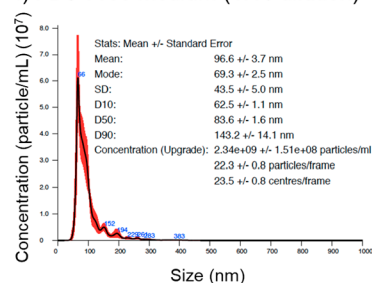 Concentration (particle/mL) (10⁷)
8.0
7.0
6.0
5.0
4.0
3.0
2.0
1.0
0
Stats: Mean +/- Standard Error
Mean: 96.6 +/- 3.7 nm
Mode: 69.3 +/- 2.5 nm
SD: 43.5 +/- 5.0 nm
D10: 62.5 +/- 1.1 nm
D50: 83.6 +/- 1.6 nm
D90: 143.2 +/- 14.1 nm
Concentration (Upgrade): 2.34e+09 +/- 1.51e+08 particles/ml
22.3 +/- 0.8 particles/frame
23.5 +/- 0.8 centres/frame
66
152
194
383
0 100 200 300 400 500 600 700 800 900 1000
Size (nm)